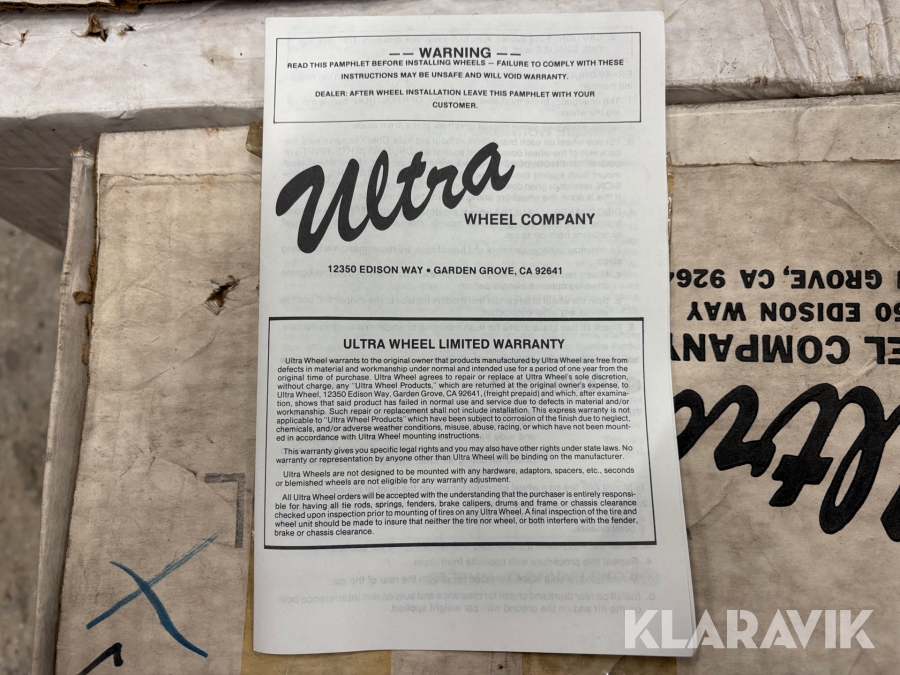 — — WARNING — —
READ THIS PAMPHLET BEFORE INSTALLING WHEELS — FAILURE TO COMPLY WITH THESE
INSTRUCTIONS MAY BE UNSAFE AND WILL VOID WARRANTY.
DEALER: AFTER WHEEL INSTALLATION LEAVE THIS PAMPHLET WITH YOUR
CUSTOMER.
Ultra
WHEEL COMPANY
12350 EDISON WAY • GARDEN GROVE, CA 92641
ULTRA WHEEL LIMITED WARRANTY
Ultra Wheel warrants to the original owner that products manufactured by Ultra Wheel are free from
defects in material and workmanship under normal and intended use for a period of one year from the
original time of purchase. Ultra Wheel agrees to repair or replace at Ultra Wheel's sole discretion,
without charge, any "Ultra Wheel Products," which are returned at the original owner's expense, to
Ultra Wheel, 12350 Edison Way, Garden Grove, CA 92641, (freight prepaid) and which, after examina-
tion, shows that said product has failed in normal use and service due to defects in material and/or
workmanship. Such repair or replacement shall not include installation. This express warranty is not
applicable to "Ultra Wheel Products" which have been subject to corrosion of the finish due to neglect,
chemicals, and/or adverse weather conditions, misuse, abuse, racing, or which have not been mount-
ed in accordance with Ultra Wheel mounting instructions.
This warranty gives you specific legal rights and you may also have other rights under state laws. No
warranty or representation by anyone other than Ultra Wheel will be binding on the manufacturer.
Ultra Wheels are not designed to be mounted with any hardware, adaptors, spacers, etc., seconds
or blemished wheels are not eligible for any warranty adjustment.
All Ultra Wheel orders will be accepted with the understanding that the purchaser is entirely responsi-
ble for having all tie rods, springs, fenders, brake calipers, drums and frame or chassis clearance
checked upon inspection prior to mounting of tires on any Ultra Wheel. A final inspection of the tire and
wheel unit should be made to insure that neither the tire nor wheel, or both interfere with the fender,
brake or chassis clearance.
Ultra
EL COMPANY
50 EDISON WAY
GROVE, CA 9264
KLARAVIK